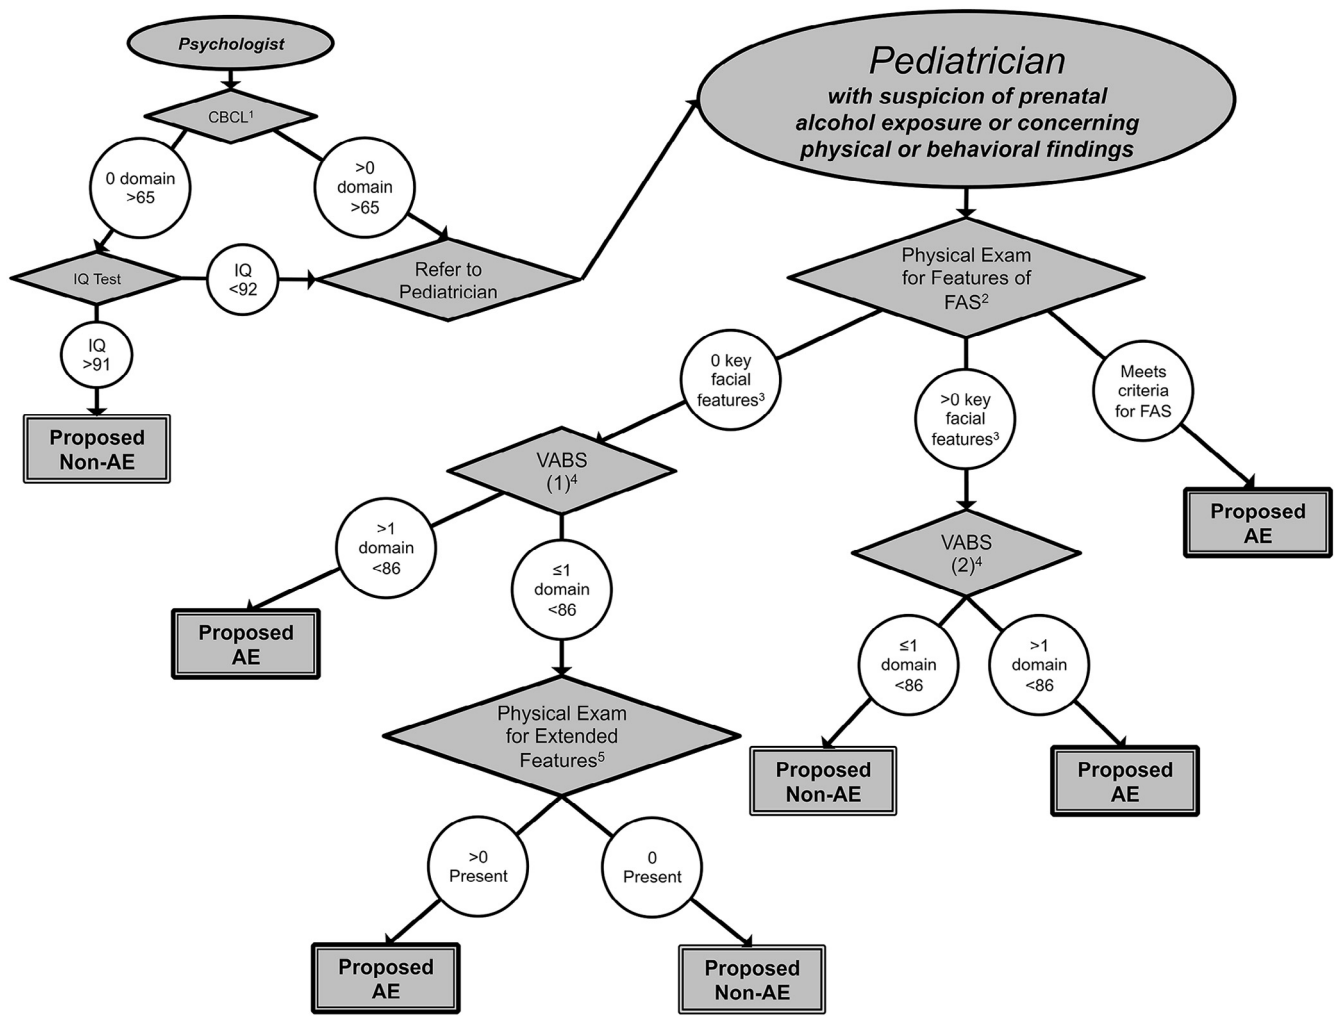 Psychologist
CBCL¹
0 domain
>65
>0
domain
>65
IQ Test
IQ
<92
Refer to
Pediatrician
IQ
>91
Proposed
Non-AE
Pediatrician
with suspicion of prenatal
alcohol exposure or concerning
physical or behavioral findings
Physical Exam
for Features of
FAS²
0 key
facial
features³
>0 key
facial
features³
Meets
criteria
for FAS
VABS
(1)⁴
Proposed
AE
VABS
(2)⁴
>1
domain
<86
≤1
domain
<86
Proposed
AE
≤1
domain
<86
>1
domain
<86
Physical Exam
for Extended
Features⁵
Proposed
Non-AE
Proposed
AE
>0
Present
0
Present
Proposed
AE
Proposed
Non-AE